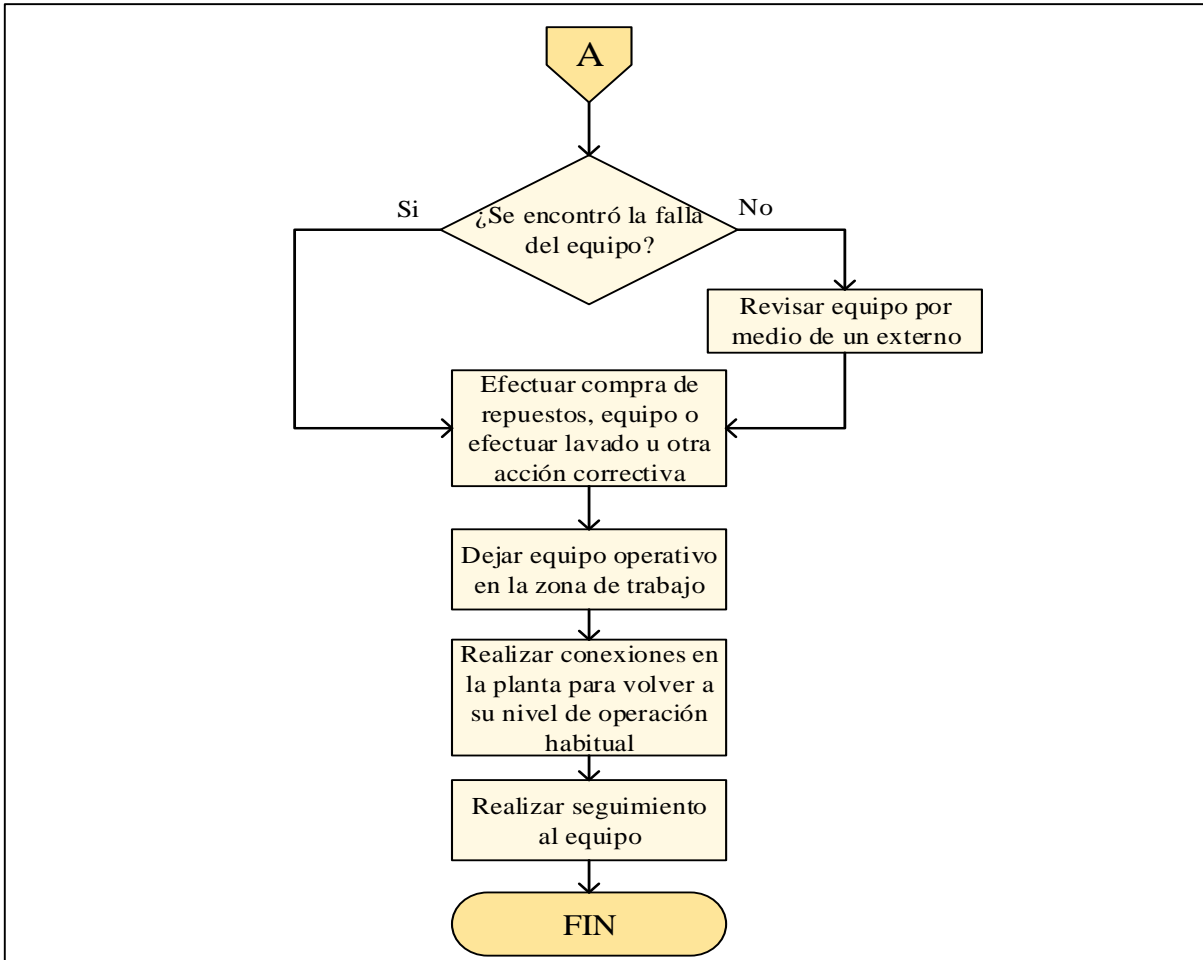 A
Si
¿Se encontró la falla
del equipo?
No
Revisar equipo por
medio de un externo
Efectuar compra de
repuestos, equipo o
efectuar lavado u otra
acción correctiva
Dejar equipo operativo
en la zona de trabajo
Realizar conexiones en
la planta para volver a
su nivel de operación
habitual
Realizar seguimiento
al equipo
FIN